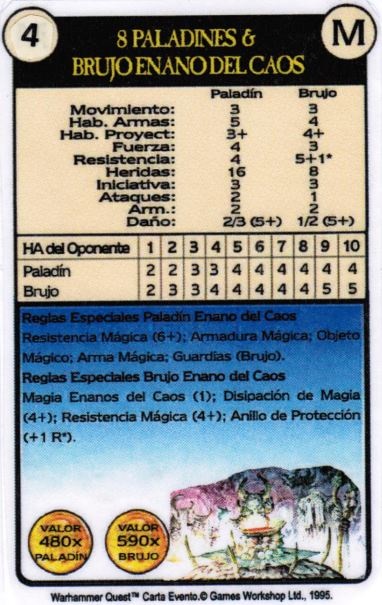 4
8 PALADINES &
BRUJO ENANO DEL CAOS
M
Paladín Brujo
Movimiento: 3 3
Hab. Armas: 5 4
Hab. Proyect: 3+ 4+
Fuerza: 4 3
Resistencia: 4 5+1*
Heridas: 16 8
Iniciativa: 3 3
Ataques: 2 1
Arm.: 2 2
Daño: 2/3 (5+) 1/2 (5+)
HA del Oponente 1 2 3 4 5 6 7 8 9 10
Paladín 2 2 3 3 4 4 4 4 4 4
Brujo 2 3 3 4 4 4 4 4 5 5
Reglas Especiales Paladín Enano del Caos
Resistencia Mágica (6+); Armadura Mágica; Objeto
Mágico; Arma Mágica; Guardias (Brujo).
Reglas Especiales Brujo Enano del Caos
Magia Enanos del Caos (1); Disipación de Magia
(4+); Resistencia Mágica (4+); Anillo de Protección
(+1 R*).
VALOR
480x
PALADÍN
VALOR
590x
BRUJO
Warhammer Quest™ Carta Evento.© Games Workshop Ltd., 1995.